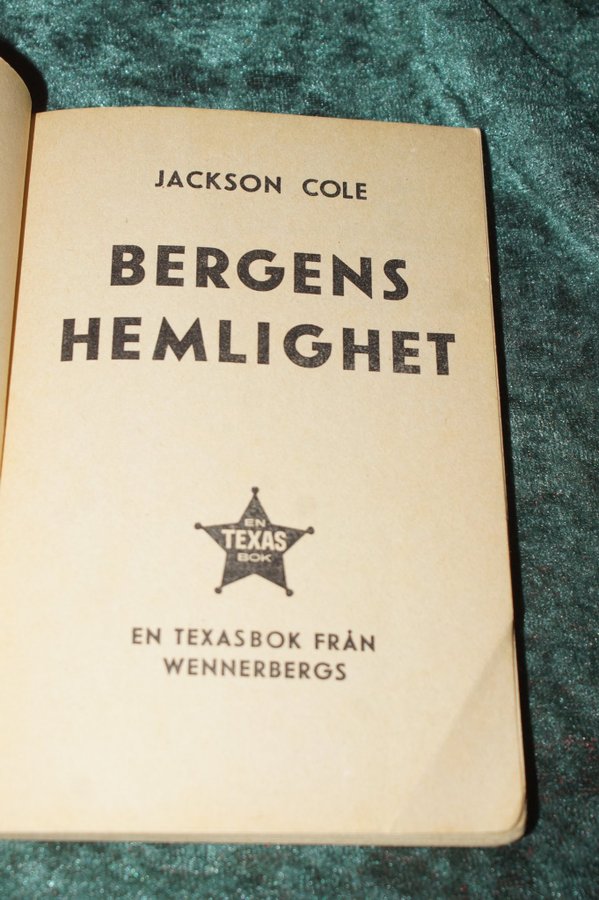 JACKSON COLE
BERGENS
HEMLIGHET
EN
TEXAS
BOK
EN TEXASBOK FRÅN
WENNERBERGS